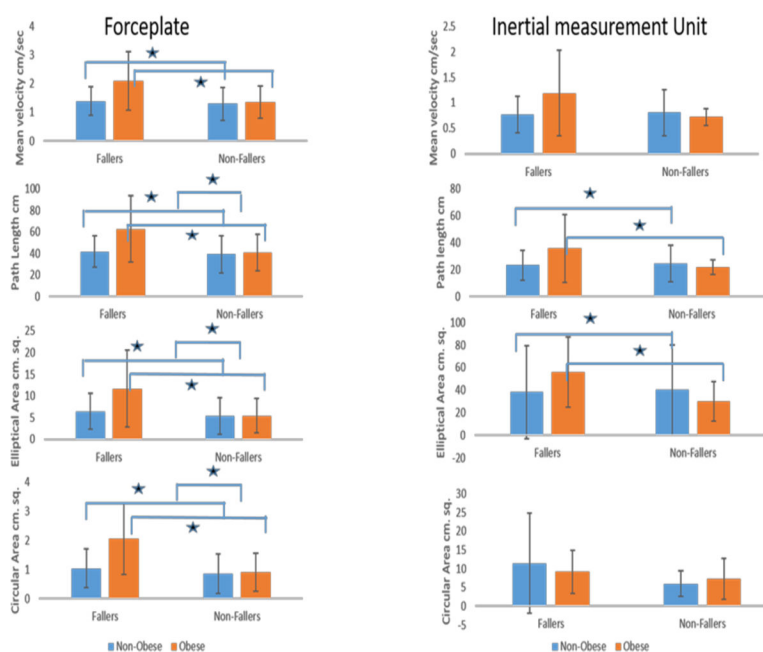 Forceplate
Mean velocity cm/sec
4
3
2
1
0
Fallers Non-Fallers
Path Length cm
100
80
60
40
20
0
Fallers Non-Fallers
Elliptical Area cm. sq.
25
20
15
10
5
0
Fallers Non-Fallers
Circular Area cm. sq.
4
3
2
1
0
Fallers Non-Fallers
Non-Obese Obese
Inertial measurement Unit
Mean velocity cm/sec
2.5
2
1.5
1
0.5
0
Fallers Non-Fallers
Path length cm
80
60
40
20
0
Fallers Non-Fallers
Elliptical Area cm. sq.
100
80
60
40
20
0
-20
Fallers Non-Fallers
Circular Area cm. sq.
30
25
20
15
10
5
0
-5
Fallers Non-Fallers
Non-Obese Obese